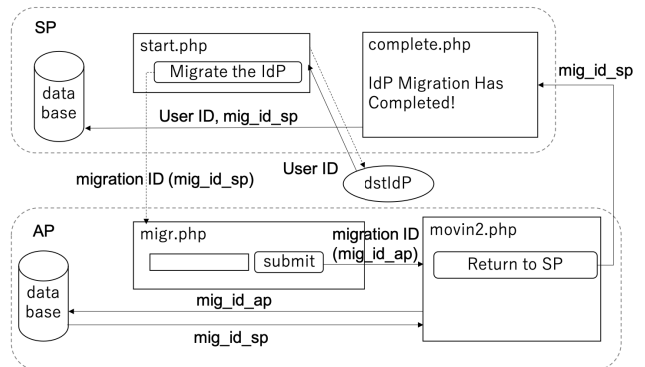 SP
start.php
Migrate the IdP
complete.php
IdP Migration Has
Completed!
mig_id_sp
data
base
User ID, mig_id_sp
User ID
dstIdP
migration ID (mig_id_sp)
AP
migr.php
submit
migration ID
(mig_id_ap)
movin2.php
Return to SP
data
base
mig_id_ap
mig_id_sp